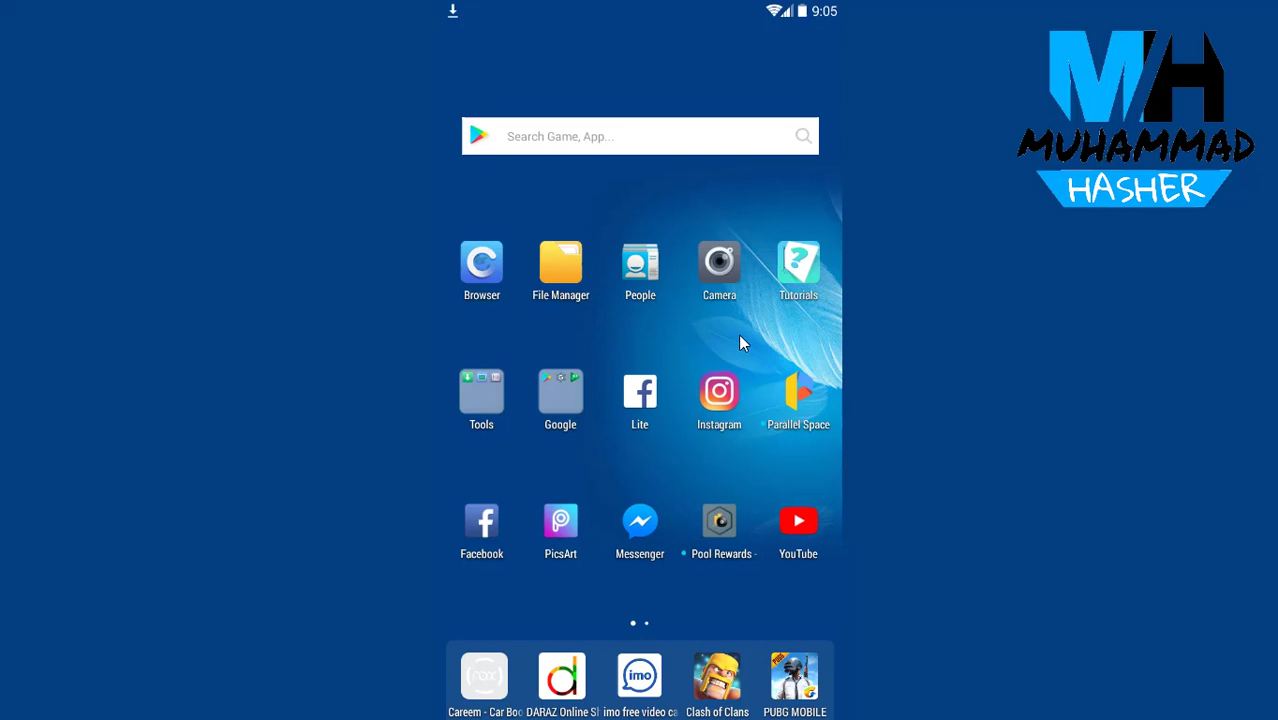 9:05
MH
MUHAMMAD
HASHER
Search Game, App...
Browser
File Manager
People
Camera
Tutorials
Tools
Google
Lite
Instagram
Parallel Space
Facebook
PicsArt
Messenger
Pool Rewards -
YouTube
imo
Careem - Car Boo
DARAZ Online Sh
imo free video ca
Clash of Clans
PUBG MOBILE